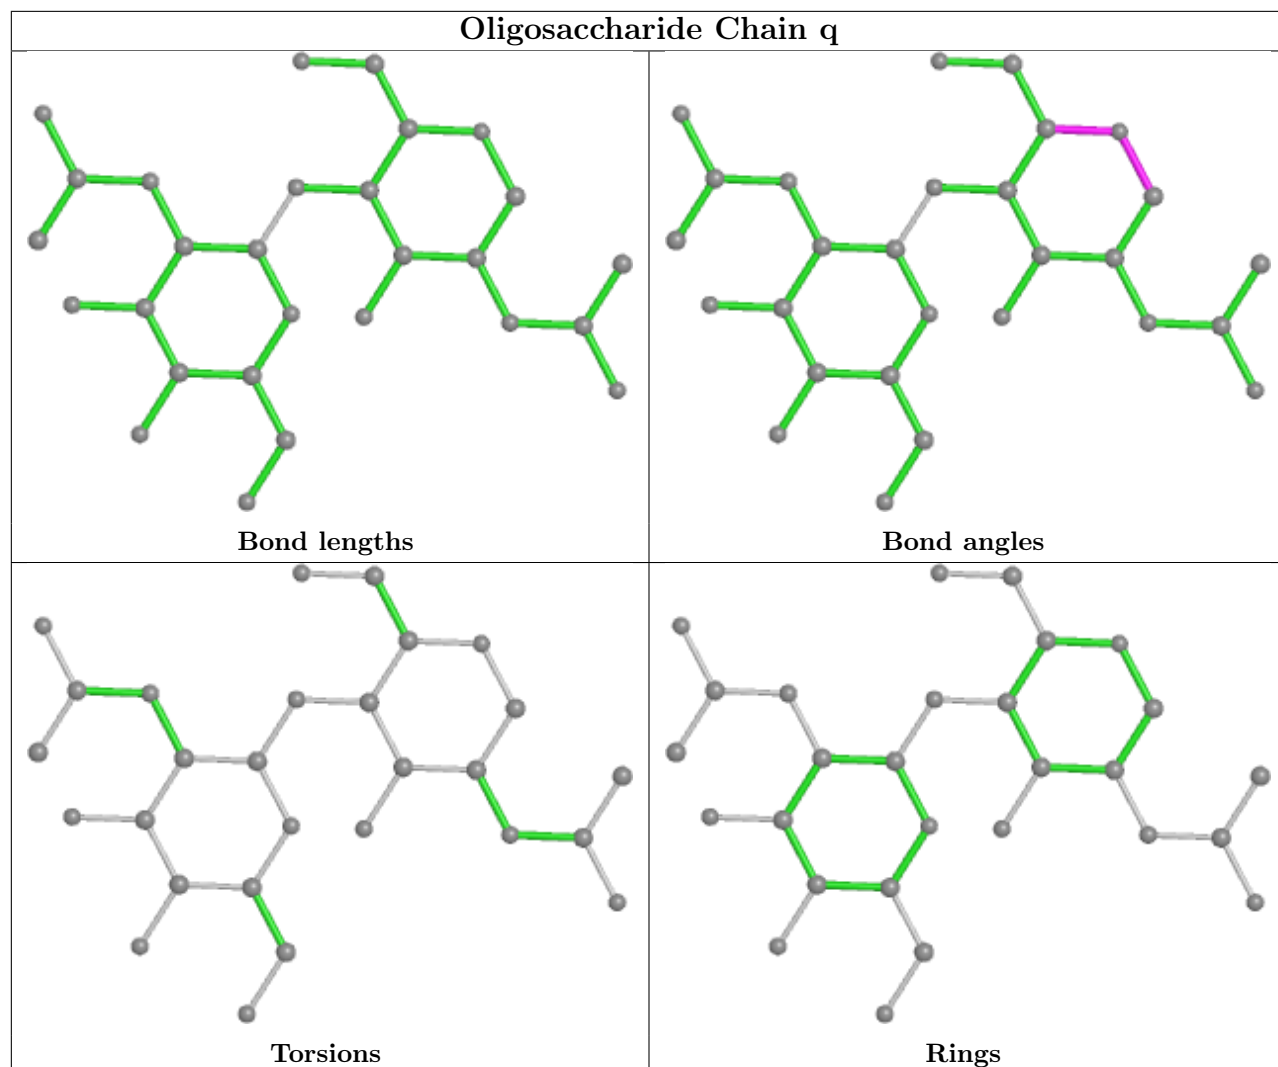 Oligosaccharide Chain q
Bond lengths
Bond angles
Torsions
Rings